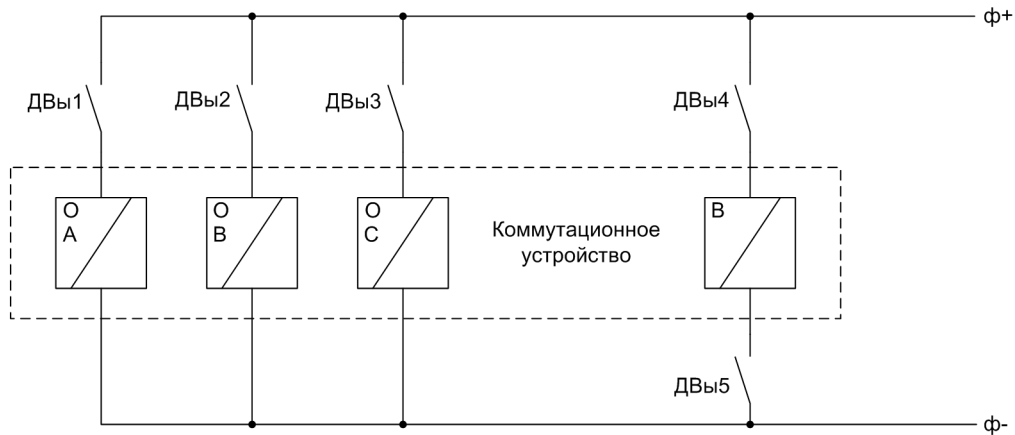 ф+
ДВы1
ДВы2
ДВы3
ДВы4
О
А
О
В
О
С
Коммутационное
устройство
В
ДВы5
ф-